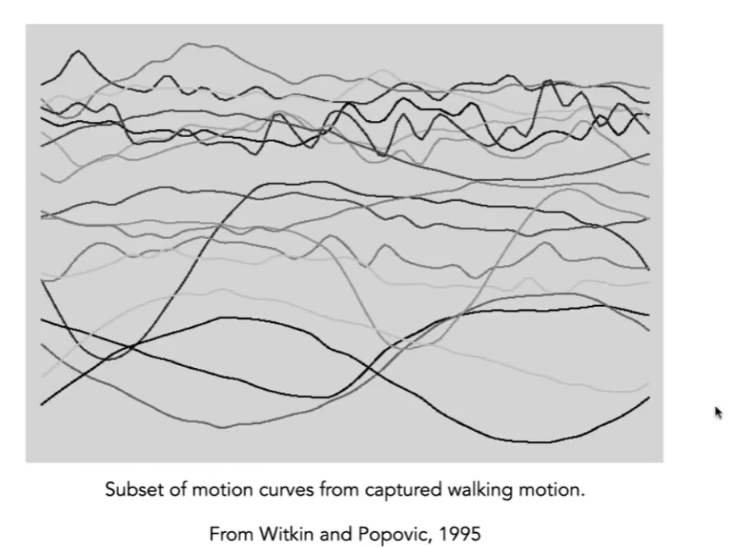 Subset of motion curves from captured walking motion.
From Witkin and Popovic, 1995